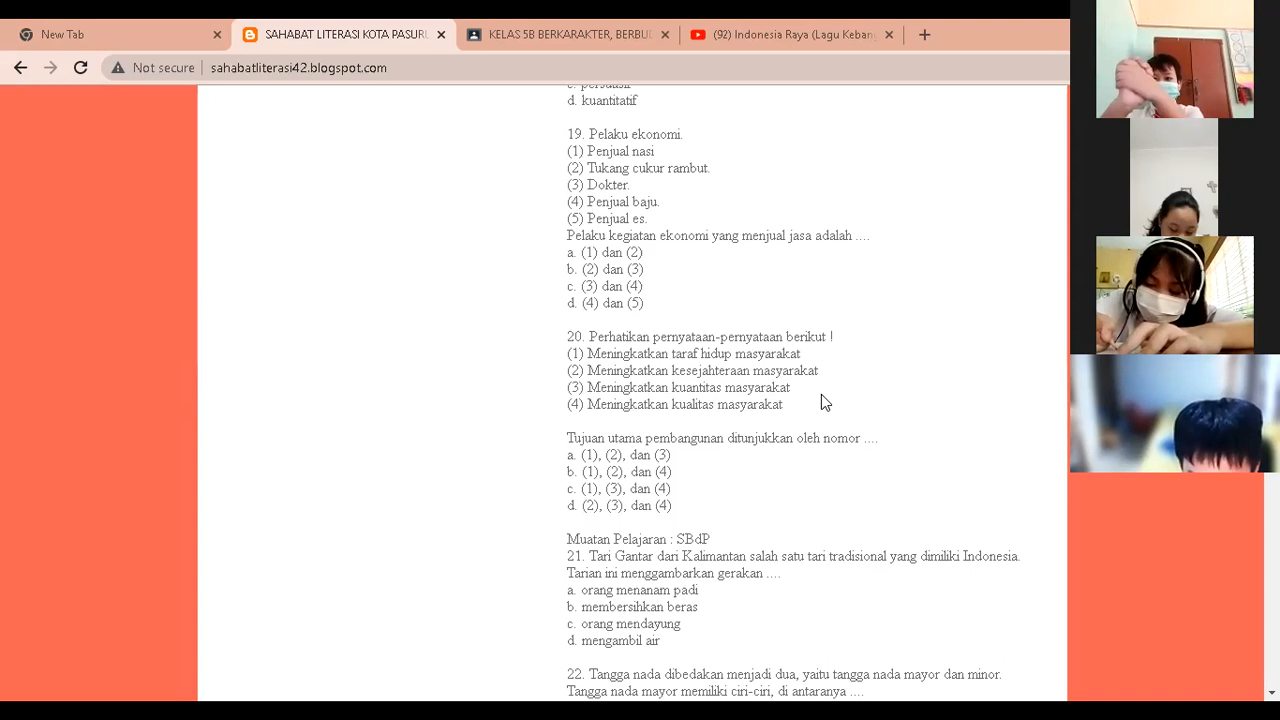 New Tab
SAHABAT LITERASI KOTA PASURU
KELAS 5B BERKARAKTER, BERBU
(92) Indonesia Raya (Lagu Kebang
Not secure
sahabatliterasi42.blogspot.com
d. kuantitatif
19. Pelaku ekonomi.
(1) Penjual nasi
(2) Tukang cukur rambut.
(3) Dokter.
(4) Penjual baju.
(5) Penjual es.
Pelaku kegiatan ekonomi yang menjual jasa adalah ....
a. (1) dan (2)
b. (2) dan (3)
c. (3) dan (4)
d. (4) dan (5)
20. Perhatikan pernyataan-pernyataan berikut !
(1) Meningkatkan taraf hidup masyarakat
(2) Meningkatkan kesejahteraan masyarakat
(3) Meningkatkan kuantitas masyarakat
(4) Meningkatkan kualitas masyarakat
Tujuan utama pembangunan ditunjukkan oleh nomor ....
a. (1), (2), dan (3)
b. (1), (2), dan (4)
c. (1), (3), dan (4)
d. (2), (3), dan (4)
Muatan Pelajaran : SBdP
21. Tari Gantar dari Kalimantan salah satu tari tradisional yang dimiliki Indonesia.
Tarian ini menggambarkan gerakan ....
a. orang menanam padi
b. membersihkan beras
c. orang mendayung
d. mengambil air
22. Tangga nada dibedakan menjadi dua, yaitu tangga nada mayor dan minor.
Tangga nada mayor memiliki ciri-ciri, di antaranya ....